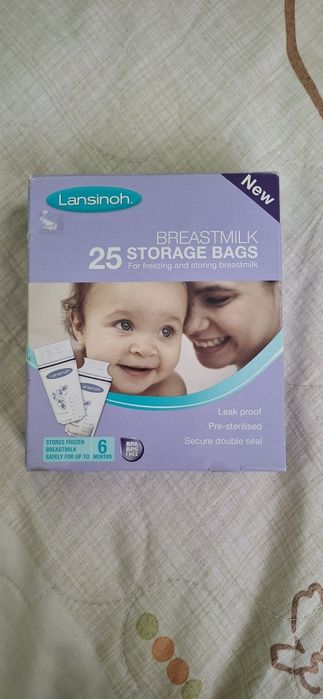 Lansinoh.
New
BREASTMILK
25 STORAGE BAGS
For freezing and storing breastmilk
Lansinoh
Leak proof
Pre-sterilised
Secure double seal
STORES FROZEN
BREASTMILK
SAFELY FOR UP TO
6
MONTHS
BPA
BPS
FREE